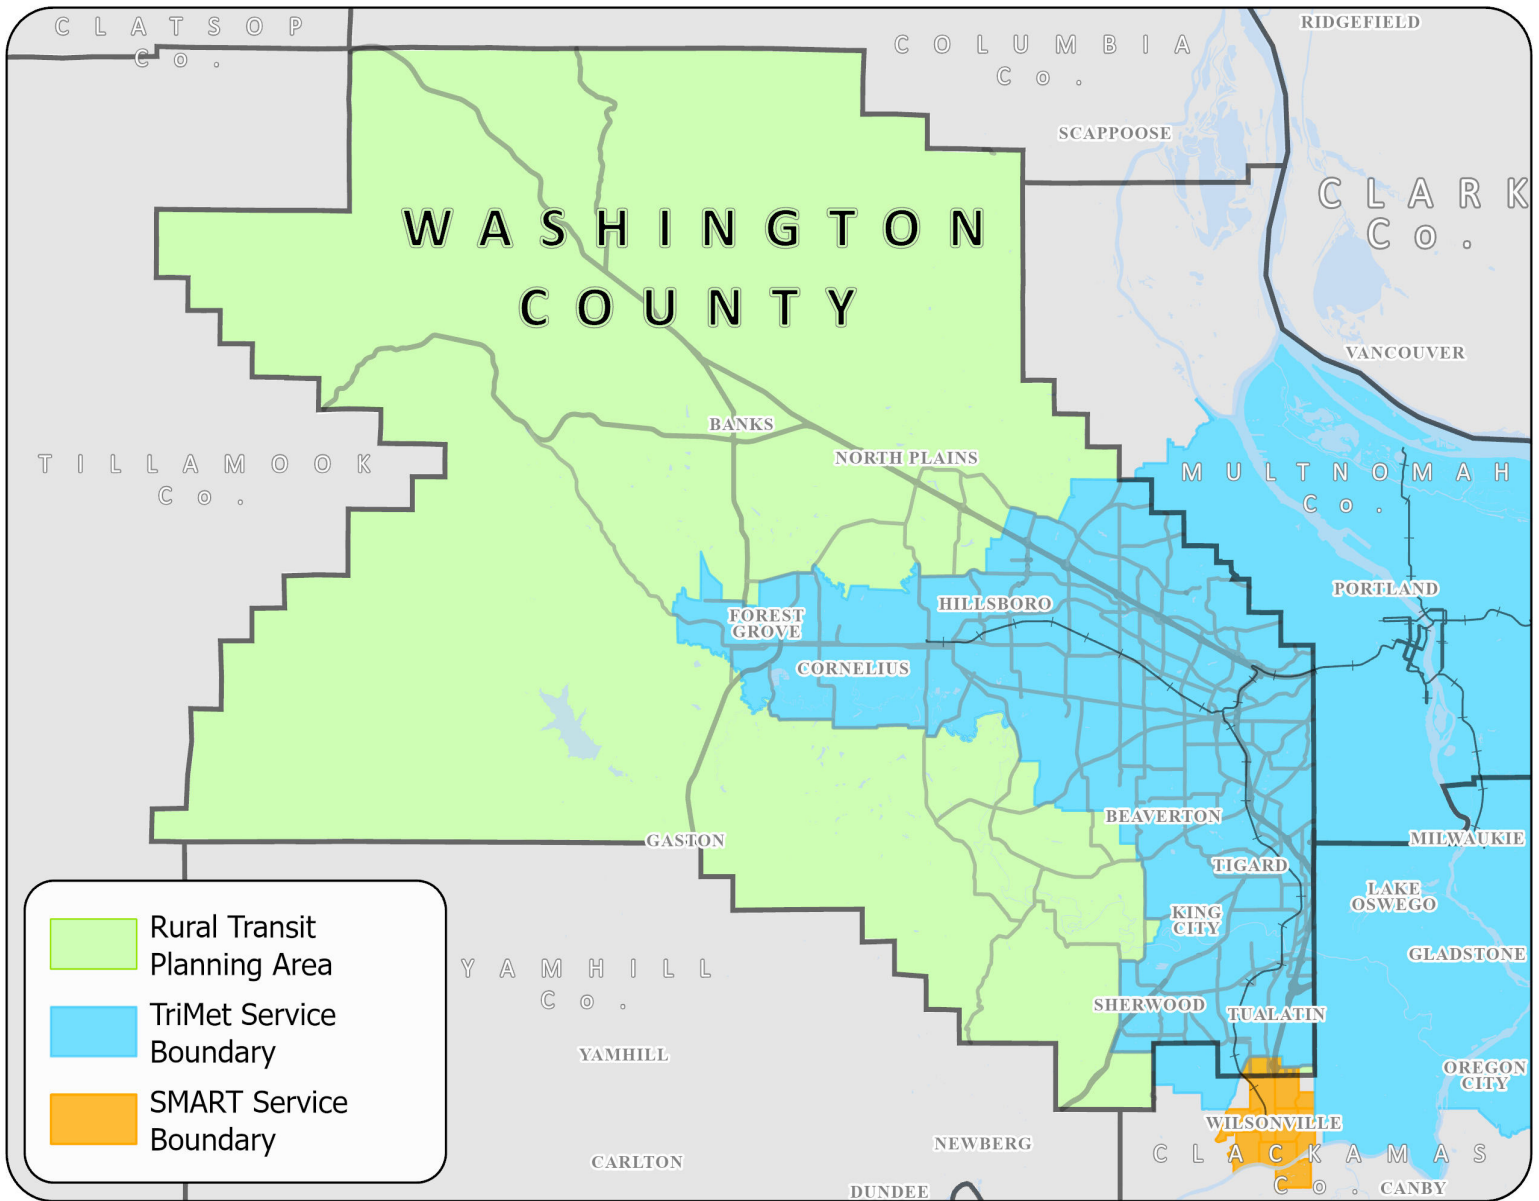 CLATSOP
Co.
COLUMBIA
Co.
RIDGEFIELD
SCAPPOOSE
CLARK
Co.
WASHINGTON
COUNTY
VANCOUVER
BANKS
NORTH PLAINS
TILLAMOOK
Co.
MULTNOMAH
Co.
PORTLAND
HILLSBORO
FOREST
GROVE
CORNELIUS
BEAVERTON
GASTON
MILWAUKIE
TIGARD
LAKE
OSWEGO
KING
CITY
GLADSTONE
YAMHILL
Co.
SHERWOOD
TUALATIN
YAMHILL
OREGON
CITY
WILSONVILLE
NEWBERG
CLACKAMAS
Co.
CARLTON
DUNDEE
CANBY
Rural Transit
Planning Area
TriMet Service
Boundary
SMART Service
Boundary